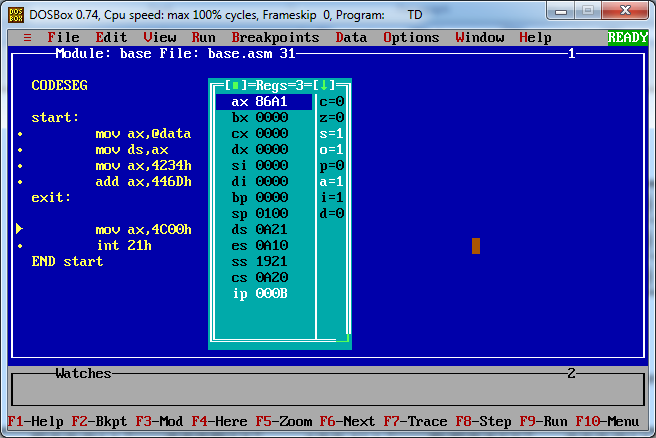 DOSBox 0.74, Cpu speed: max 100% cycles, Frameskip 0, Program: TD
≡ File Edit View Run Breakpoints Data Options Window Help READY
Module: base File: base.asm 31 1
CODESEG
start:
mov ax,@data
mov ds,ax
mov ax,4234h
add ax,446Dh
exit:
mov ax,4C00h
int 21h
END start
[■]=Regs=3=[↓]
ax 86A1 c=0
bx 0000 z=0
cx 0000 s=1
dx 0000 o=1
si 0000 p=0
di 0000 a=1
bp 0000 i=1
sp 0100 d=0
ds 0A21
es 0A10
ss 1921
cs 0A20
ip 000B
Watches 2
F1-Help F2-Bkpt F3-Mod F4-Here F5-Zoom F6-Next F7-Trace F8-Step F9-Run F10-Menu